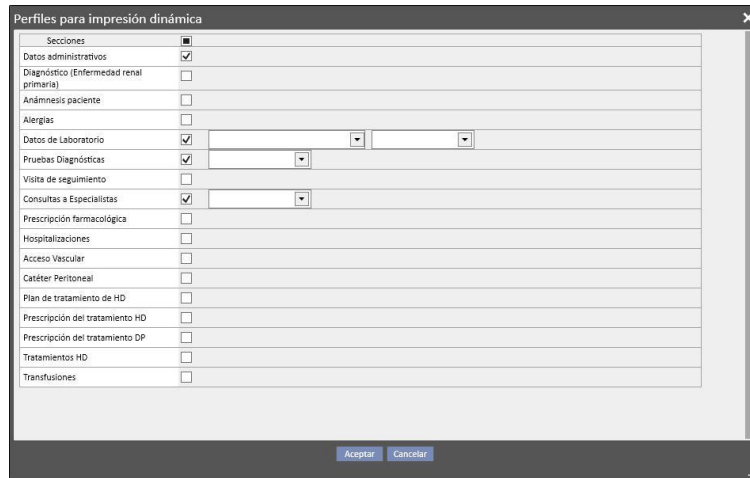 Perfiles para impresión dinámica
Secciones
Datos administrativos
Diagnóstico (Enfermedad renal
primaria)
Anámnesis paciente
Alergias
Datos de Laboratorio
Pruebas Diagnósticas
Visita de seguimiento
Consultas a Especialistas
Prescripción farmacológica
Hospitalizaciones
Acceso Vascular
Catéter Peritoneal
Plan de tratamiento de HD
Prescripción del tratamiento HD
Prescripción del tratamiento DP
Tratamientos HD
Transfusiones
Aceptar Cancelar